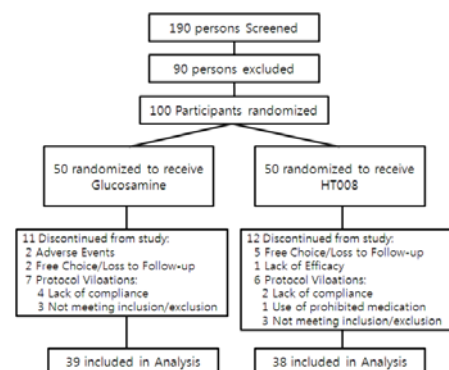 190 persons Screened
90 persons excluded
100 Participants randomized
50 randomized to receive
Glucosamine
50 randomized to receive
HT008
11 Discontinued from study:
2 Adverse Events
2 Free Choice/Loss to Follow-up
7 Protocol Viloations:
4 Lack of compliance
3 Not meeting inclusion/exclusion
12 Discontinued from study:
5 Free Choice/Loss to Follow-up
1 Lack of Efficacy
6 Protocol Viloations:
2 Lack of compliance
1 Use of prohibited medication
3 Not meeting inclusion/exclusion
39 included in Analysis
38 included in Analysis